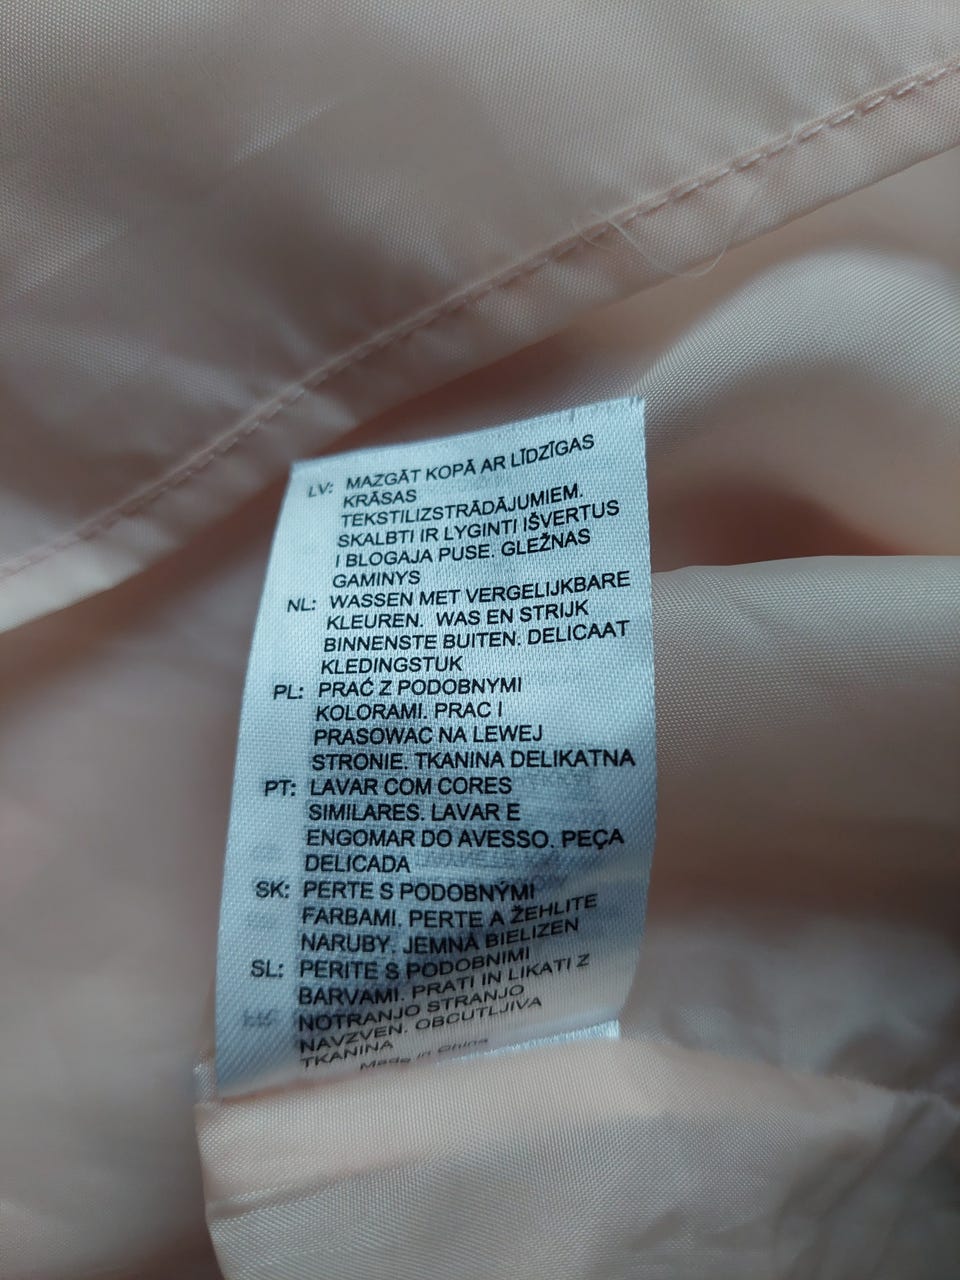 LV: MAZGĀT KOPĀ AR LĪDZĪGAS
KRĀSAS
TEKSTILIZSTRĀDĀJUMIEM.
SKALBTI IR LYGINTI IŠVERTUS
I BLOGAJA PUSE. GLEŽNAS
GAMINYS
NL: WASSEN MET VERGELIJKBARE
KLEUREN. WAS EN STRIJK
BINNENSTE BUITEN. DELICAAT
KLEDINGSTUK
PL: PRAĆ Z PODOBNYMI
KOLORAMI. PRAC I
PRASOWAC NA LEWEJ
STRONIE. TKANINA DELIKATNA
PT: LAVAR COM CORES
SIMILARES. LAVAR E
ENGOMAR DO AVESSO. PEÇA
DELICADA
SK: PERTE S PODOBNÝMI
FARBAMI. PERTE A ŽEHLITE
NARUBY. JEMNÁ BIELIZEN
SL: PERITE S PODOBNIMI
BARVAMI. PRATI IN LIKATI Z
NOTRANJO STRANJO
NAVZVEN. OBCUTLJIVA
TKANINA
Made in China